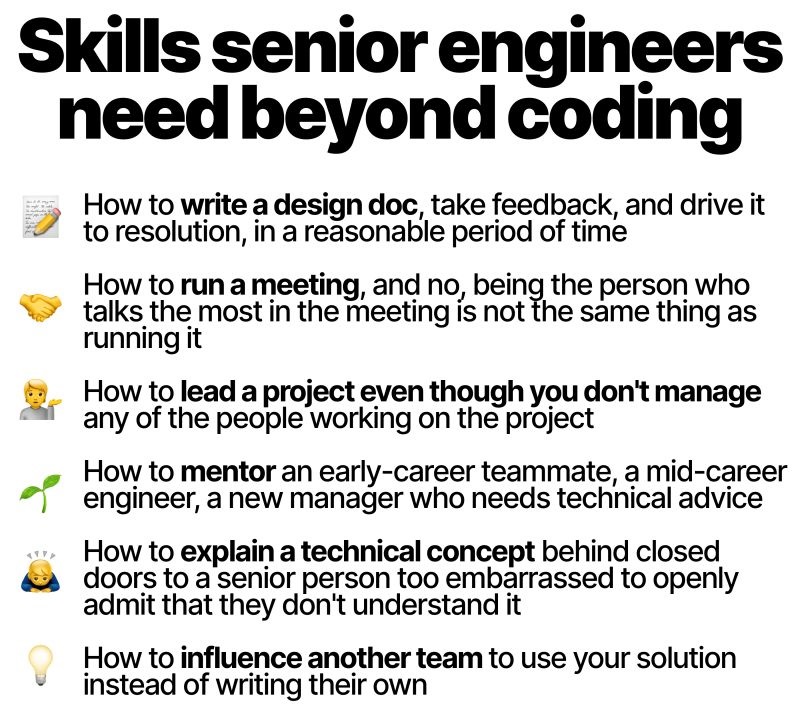 Skills senior engineers
need beyond coding
How to write a design doc, take feedback, and drive it
to resolution, in a reasonable period of time
How to run a meeting, and no, being the person who
talks the most in the meeting is not the same thing as
running it
How to lead a project even though you don't manage
any of the people working on the project
How to mentor an early-career teammate, a mid-career
engineer, a new manager who needs technical advice
How to explain a technical concept behind closed
doors to a senior person too embarrassed to openly
admit that they don't understand it
How to influence another team to use your solution
instead of writing their own